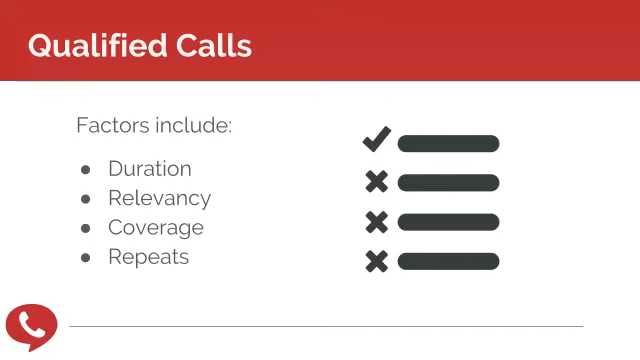 Qualified Calls
Factors include:
● Duration
● Relevancy
● Coverage
● Repeats